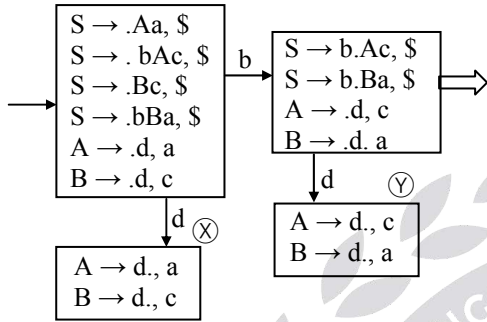 S → .Aa, $
S → . bAc, $
S → .Bc, $
S → .bBa, $
A → .d, a
B → .d, c
b
S → b.Ac, $
S → b.Ba, $
A → .d, c
B → .d. a
d
X
A → d., a
B → d., c
d
Y
A → d., c
B → d., a